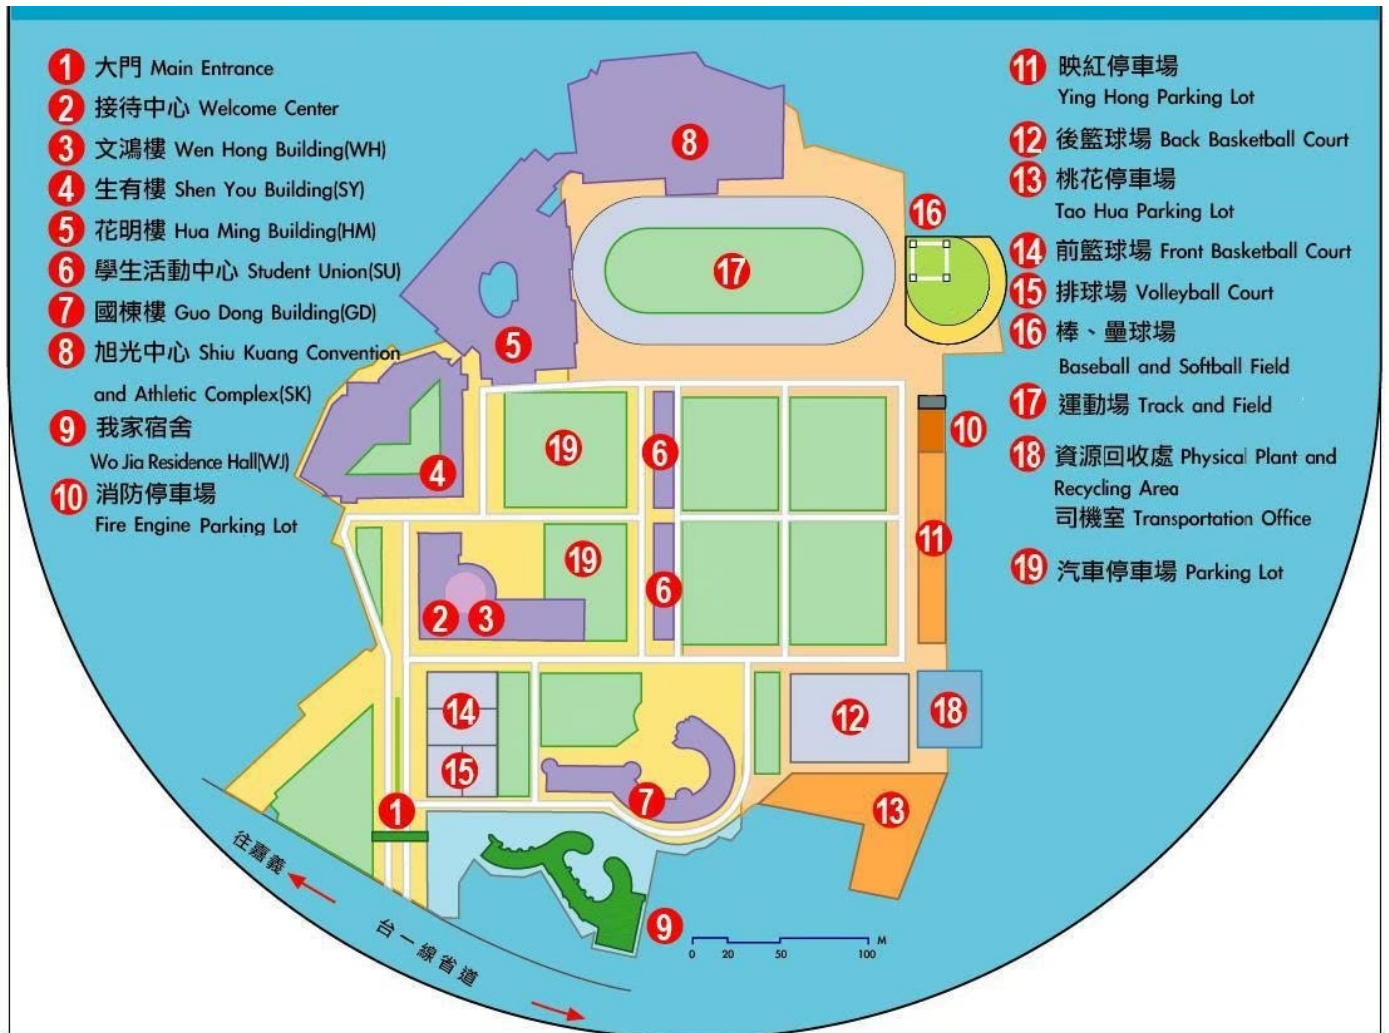 1 大門 Main Entrance
2 接待中心 Welcome Center
3 文鴻樓 Wen Hong Building(WH)
4 生有樓 Shen You Building(SY)
5 花明樓 Hua Ming Building(HM)
6 學生活動中心 Student Union(SU)
7 國棟樓 Guo Dong Building(GD)
8 旭光中心 Shiu Kuang Convention
and Athletic Complex(SK)
9 我家宿舍
Wo Jia Residence Hall(WJ)
10 消防停車場
Fire Engine Parking Lot
11 映紅停車場
Ying Hong Parking Lot
12 後籃球場 Back Basketball Court
13 桃花停車場
Tao Hua Parking Lot
14 前籃球場 Front Basketball Court
15 排球場 Volleyball Court
16 棒、壘球場
Baseball and Softball Field
17 運動場 Track and Field
18 資源回收處 Physical Plant and
Recycling Area
司機室 Transportation Office
19 汽車停車場 Parking Lot
8
16
17
5
19
6
10
4
11
19
6
2
3
14
12
18
15
7
1
13
9
往嘉義
台一線省道
M
0 20 50 100